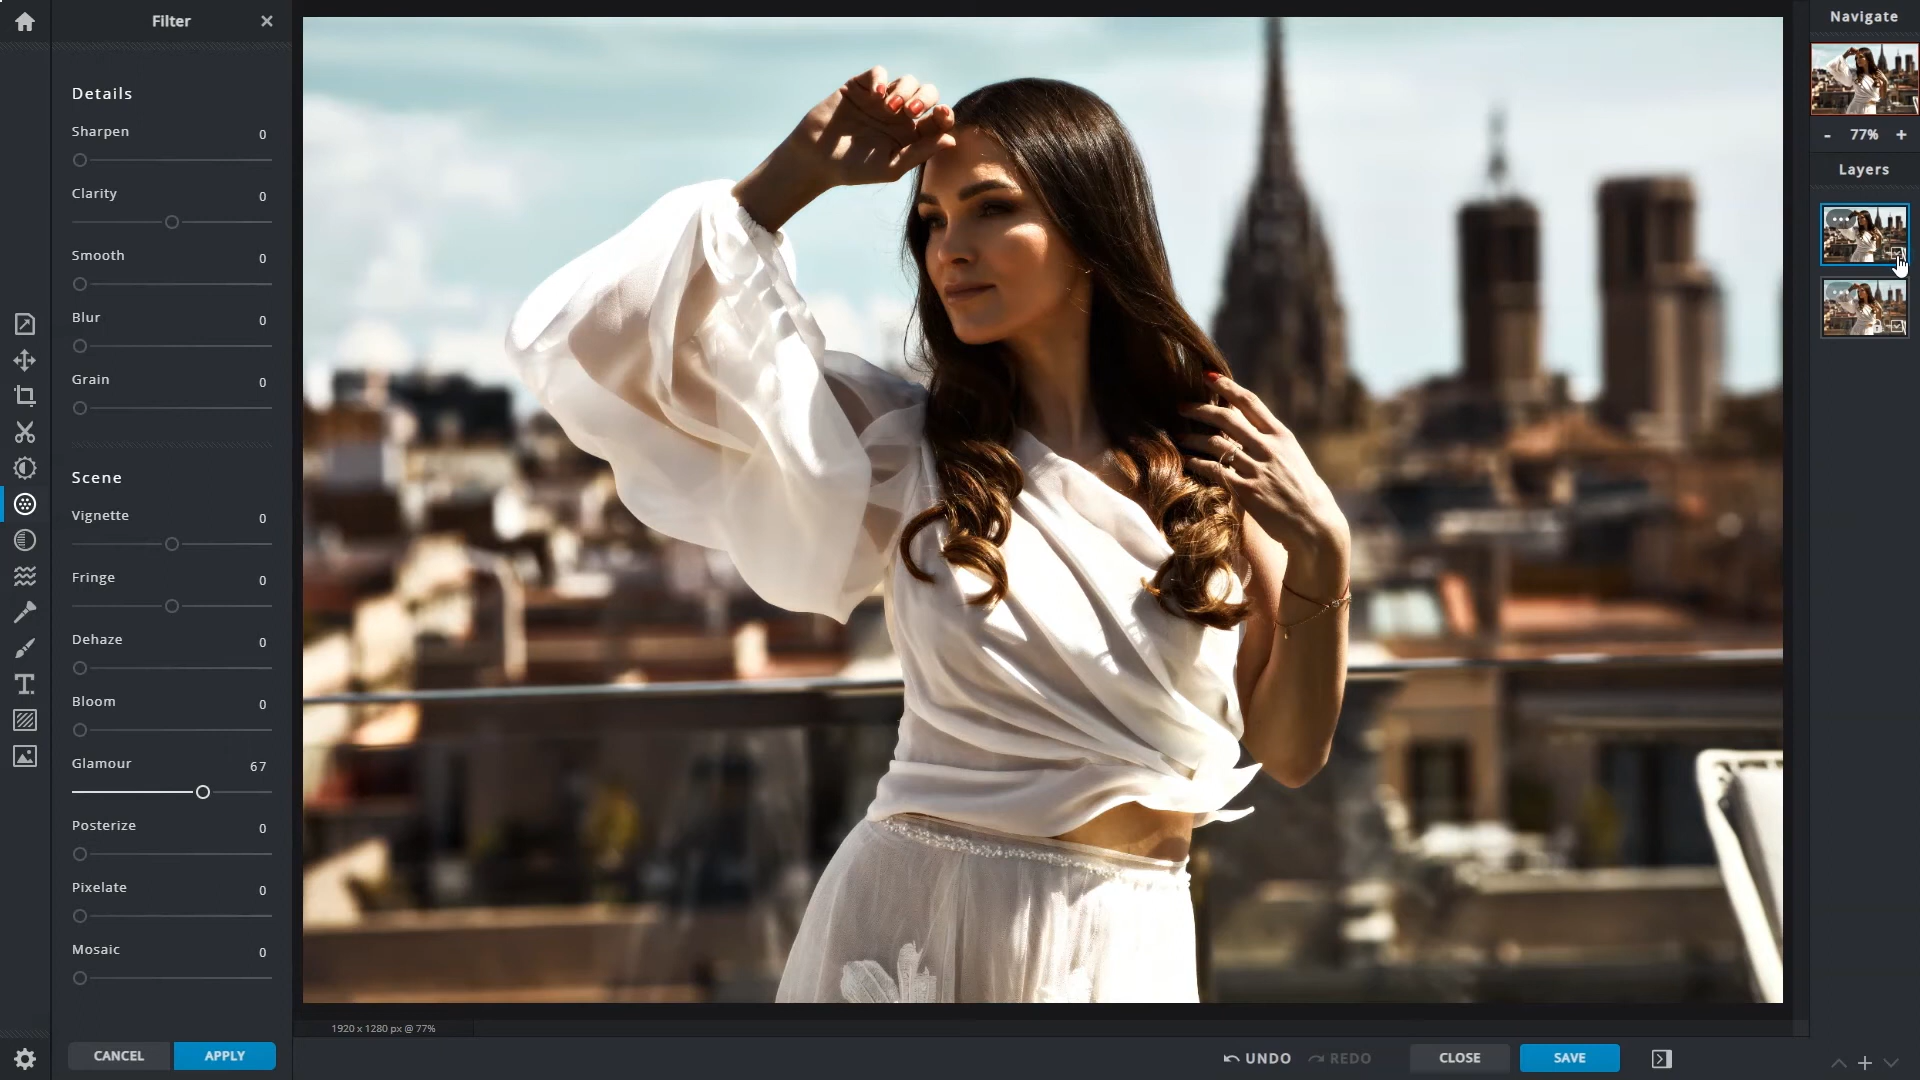 Filter
Details
Sharpen 0
Clarity 0
Smooth 0
Blur 0
Grain 0
Scene
Vignette 0
Fringe 0
Dehaze 0
Bloom 0
Glamour 67
Posterize 0
Pixelate 0
Mosaic 0
CANCEL APPLY
1920 x 1280 px @ 77%
UNDO REDO CLOSE SAVE
Navigate
- 77% +
Layers